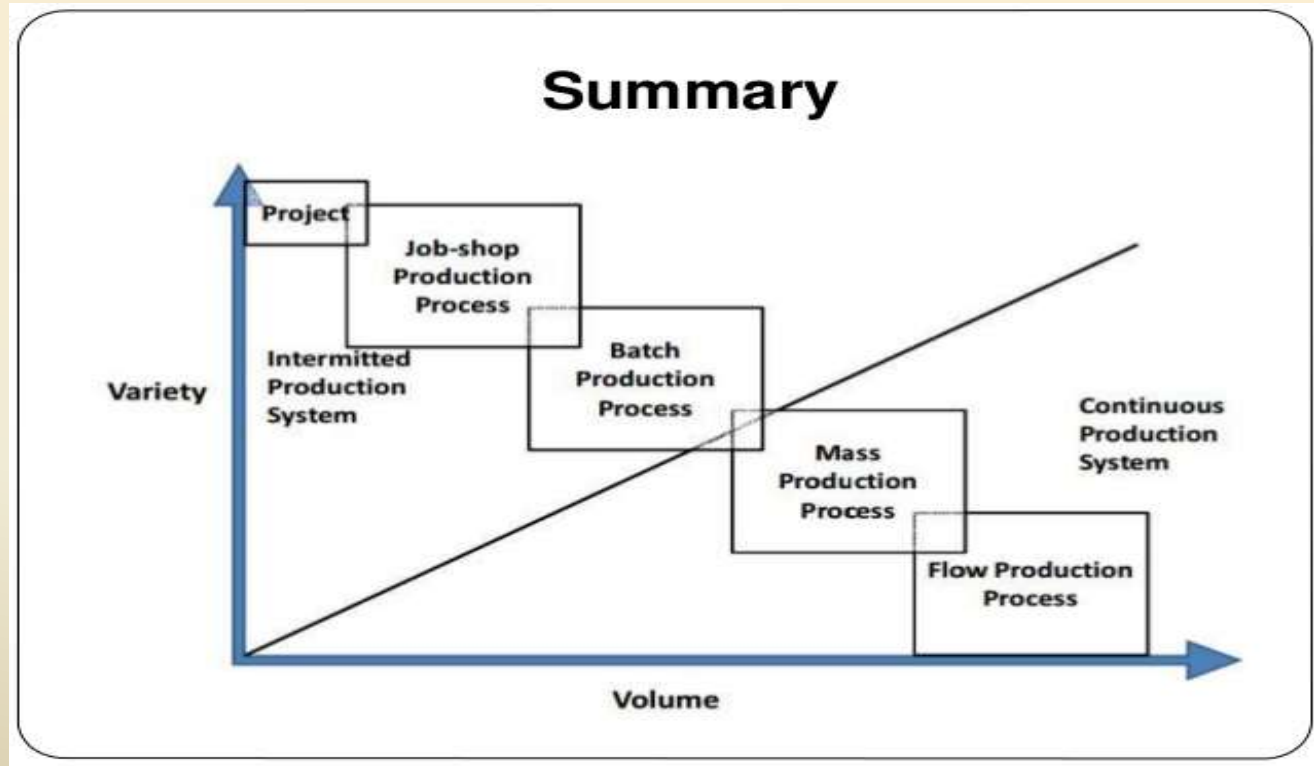 Summary
Project
Job-shop
Production
Process
Intermitted
Production
System
Batch
Production
Process
Variety
Continuous
Production
System
Mass
Production
Process
Flow Production
Process
Volume